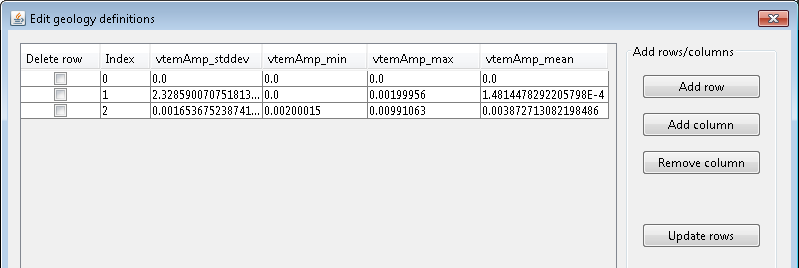 Edit geology definitions
Add rows/columns
Delete row Index vtemAmp_stddev vtemAmp_min vtemAmp_max vtemAmp_mean
0 0.0 0.0 0.0 0.0
1 2.328590070751813... 0.0 0.00199956 1.4814478292205798E-4
2 0.001653675238741... 0.00200015 0.00991063 0.003872713082198486
Add row
Add column
Remove column
Update rows